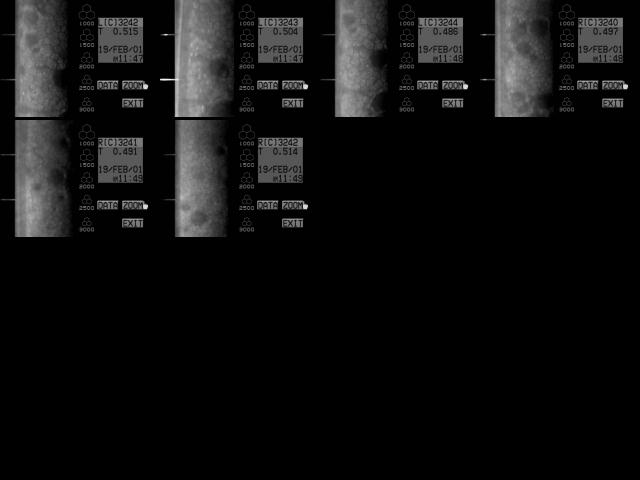 L(C)3242
1000
T 0.515
1500
19/FEB/01
11:47
2000
DATA ZOOM
2500
EXIT
3000
L(C)3243
1000
T 0.504
1500
19/FEB/01
11:47
2000
DATA ZOOM
2500
EXIT
3000
L(C)3244
1000
T 0.486
1500
19/FEB/01
11:48
2000
DATA ZOOM
2500
EXIT
3000
R(C)3240
1000
T 0.497
1500
19/FEB/01
11:48
2000
DATA ZOOM
2500
EXIT
3000
R(C)3241
1000
T 0.491
1500
19/FEB/01
11:49
2000
DATA ZOOM
2500
EXIT
3000
R(C)3242
1000
T 0.514
1500
19/FEB/01
11:49
2000
DATA ZOOM
2500
EXIT
3000